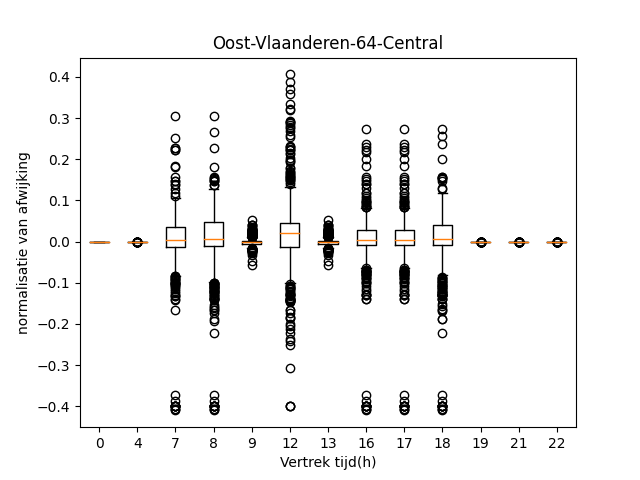 Oost-Vlaanderen-64-Central
normalisatie van afwijking
0.4
0.3
0.2
0.1
0.0
−0.1
−0.2
−0.3
−0.4
0 4 7 8 9 12 13 16 17 18 19 21 22
Vertrek tijd(h)